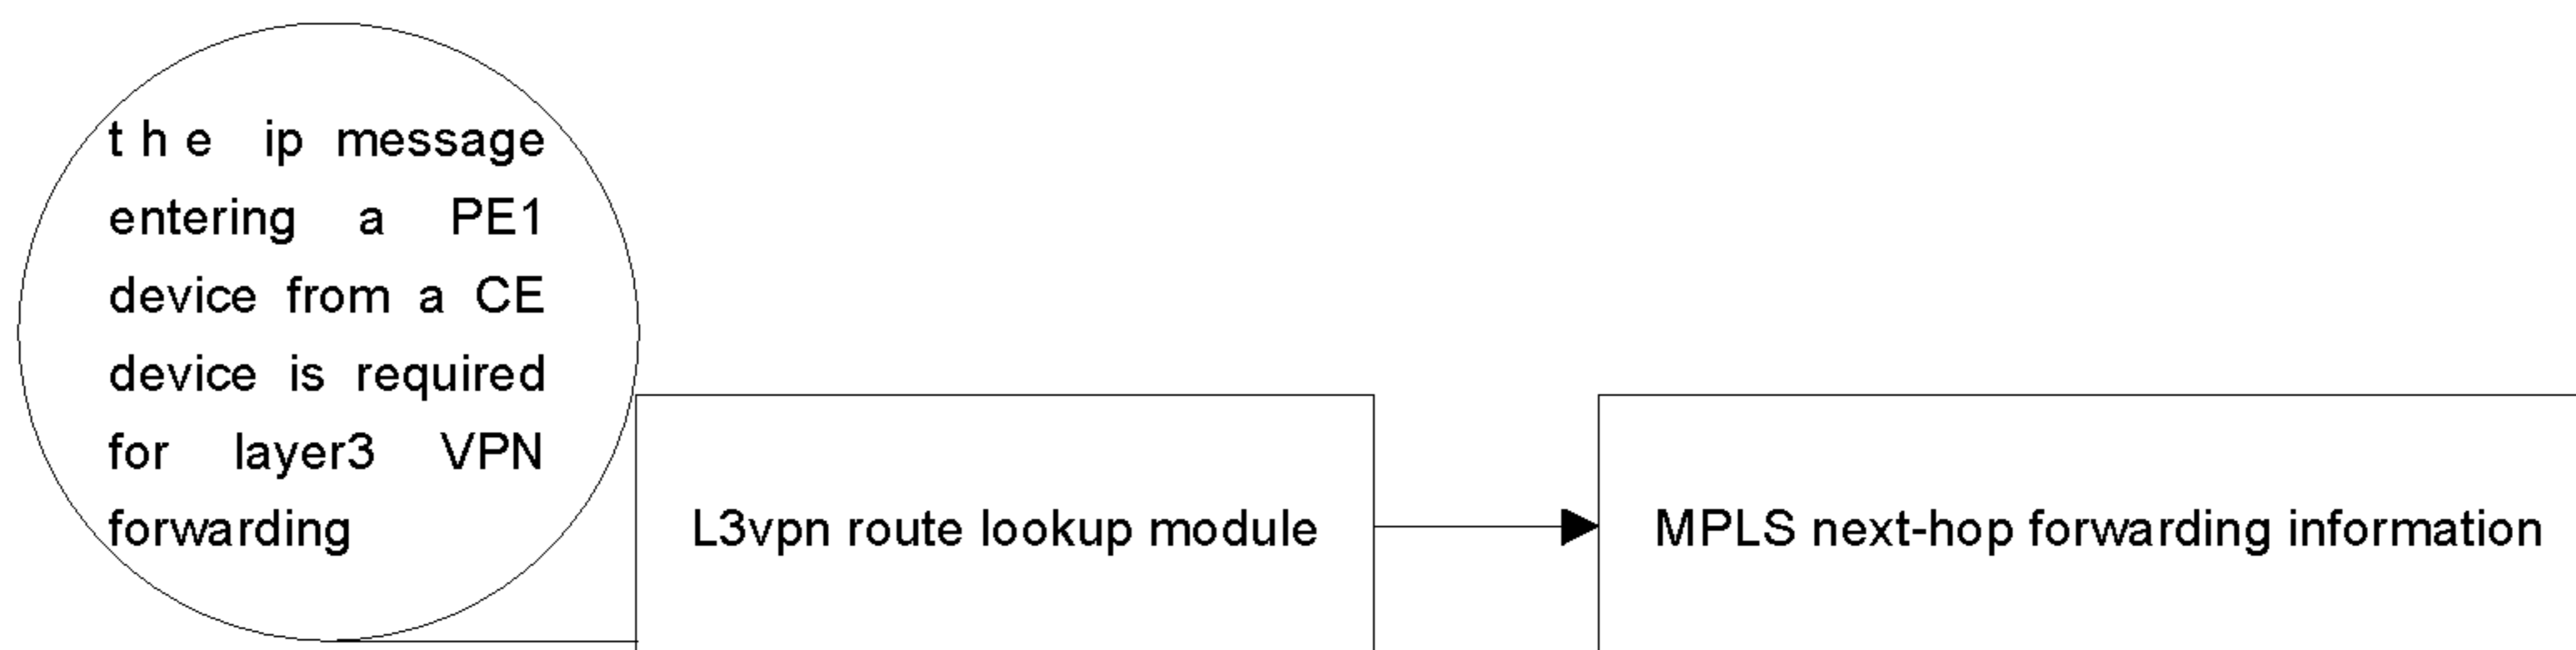 the ip message
entering a PE1
device from a CE
device is required
for layer3 VPN
forwarding
L3vpn route lookup module
MPLS next-hop forwarding information